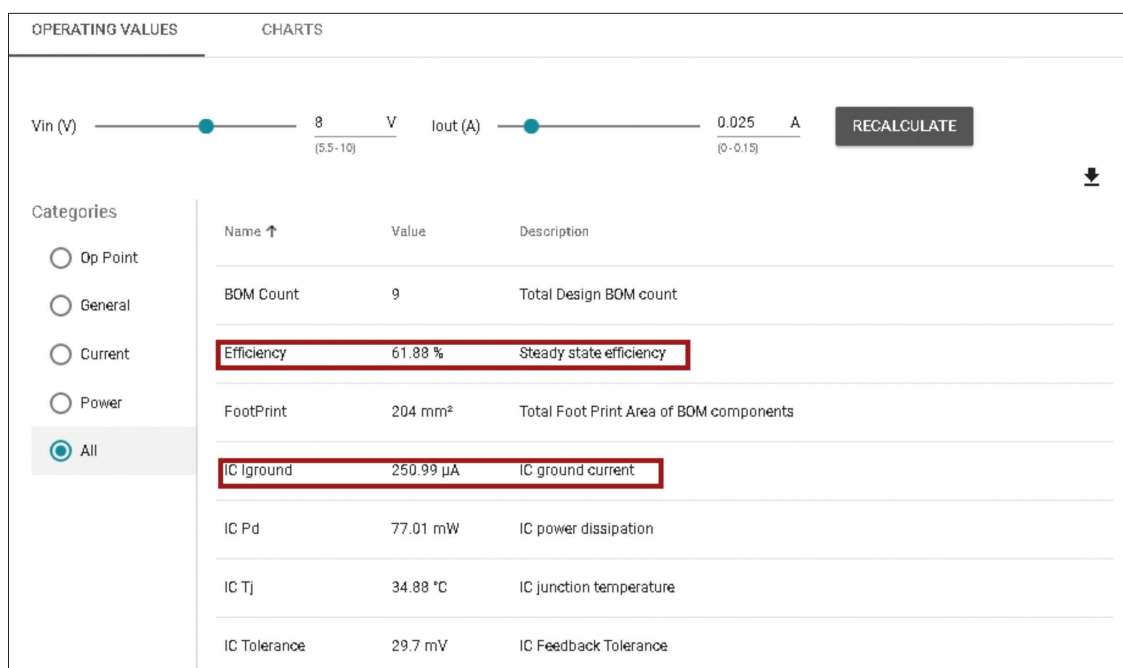 OPERATING VALUES CHARTS
Vin (V) 8 V Iout (A) 0.025 A RECALCULATE
(5.5 - 10) (0 - 0.15)
Categories
Name ↑ Value Description
Op Point
BOM Count 9 Total Design BOM count
General
Efficiency 61.88 % Steady state efficiency
Current
Power
FootPrint 204 mm² Total Foot Print Area of BOM components
All
IC Iground 250.99 µA IC ground current
IC Pd 77.01 mW IC power dissipation
IC Tj 34.88 °C IC junction temperature
IC Tolerance 29.7 mV IC Feedback Tolerance